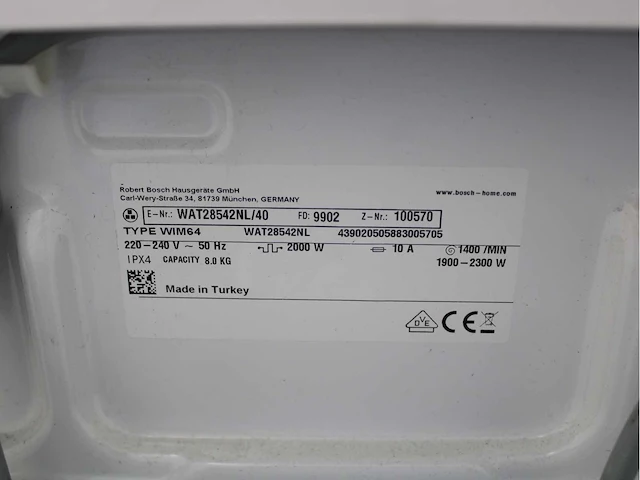 Robert Bosch Hausgeräte GmbH
Carl-Wery-Straße 34, 81739 München, GERMANY
www.bosch-home.com
E-Nr.: WAT28542NL/40 FD: 9902 Z-Nr.: 100570
TYPE WIM64 WAT28542NL 439020505883005705
220-240 V ~ 50 Hz 2000 W 10 A 1400 /MIN
IPX4 CAPACITY 8.0 KG 1900-2300 W
Made in Turkey
DVE CE